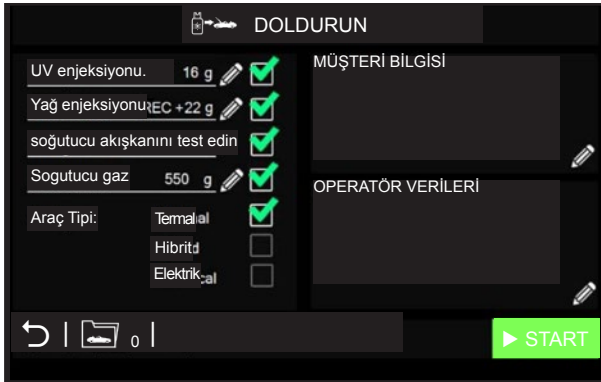 DOLDURUN
UV enjeksiyonu. 16 g
Yağ enjeksiyonu REC +22 g
soğutucu akışkanını test edin
Sogutucu gaz 550 g
Araç Tipi: Termal
Hibrit
Elektrik
MÜŞTERİ BİLGİSİ
OPERATÖR VERİLERİ
0
START